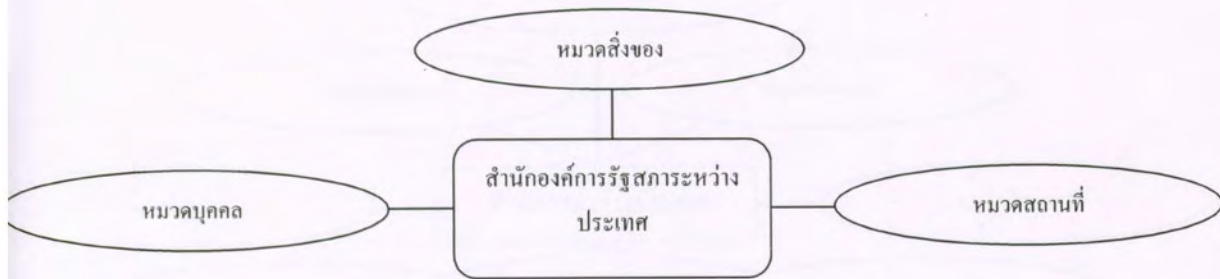 หมวดสิ่งของ
สำนักองค์การรัฐสภาระหว่าง
ประเทศ
หมวดบุคคล
หมวดสถานที่